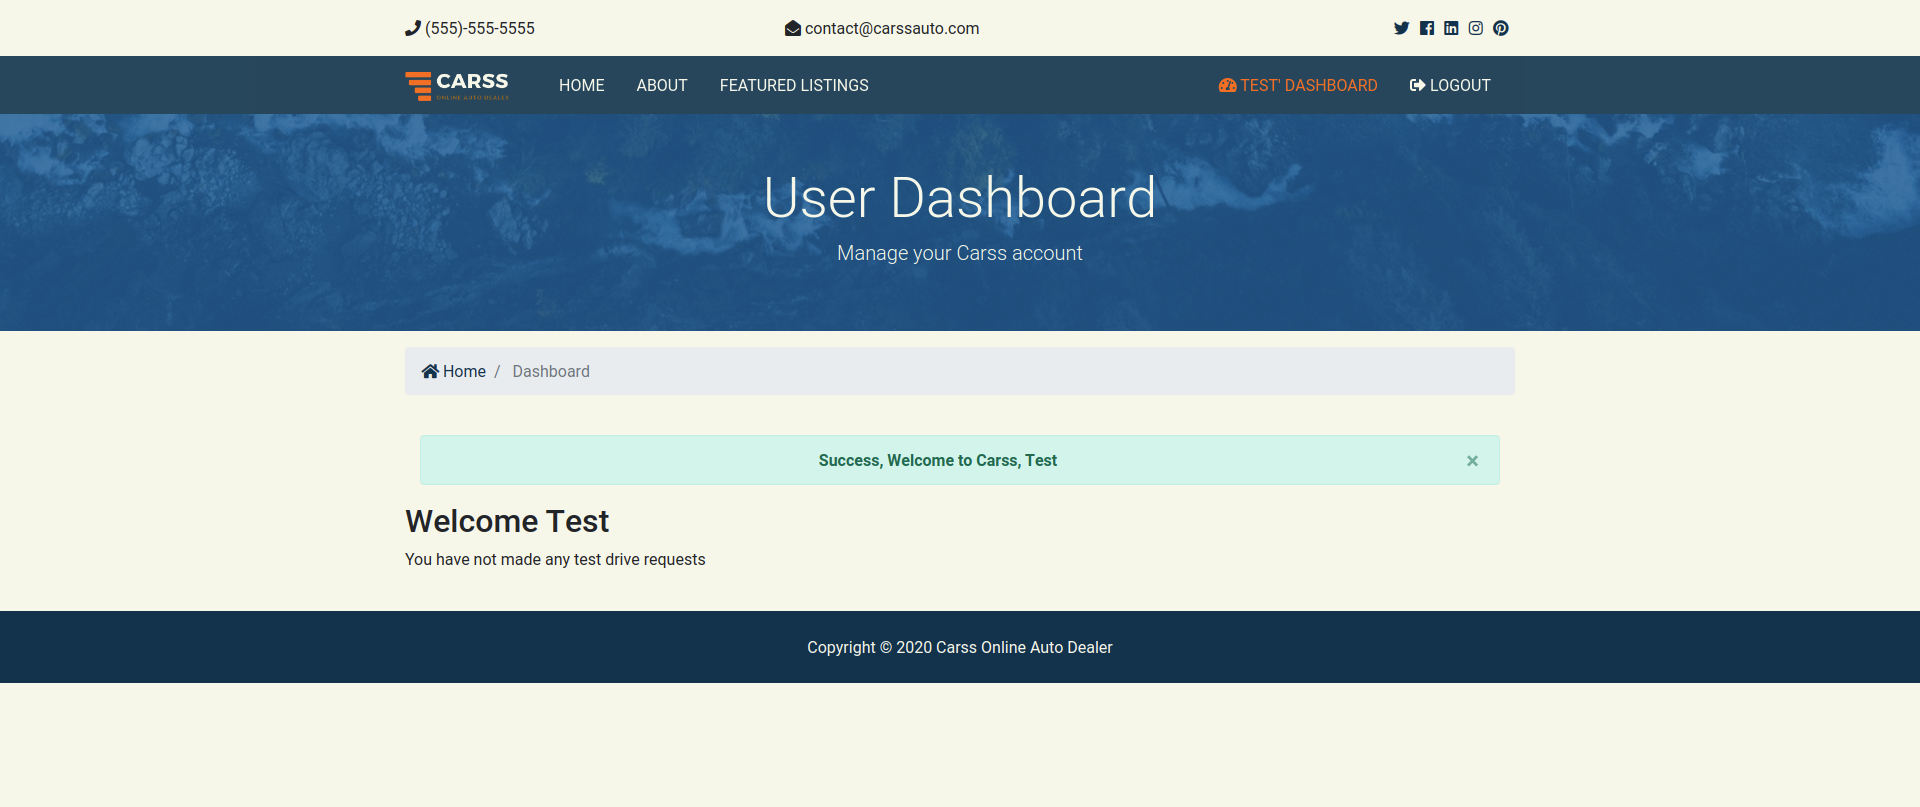 (555)-555-5555
contact@carssauto.com
CARSS
ONLINE AUTO DEALER
HOME
ABOUT
FEATURED LISTINGS
TEST' DASHBOARD
LOGOUT
User Dashboard
Manage your Carss account
Home / Dashboard
Success, Welcome to Carss, Test ×
Welcome Test
You have not made any test drive requests
Copyright © 2020 Carss Online Auto Dealer